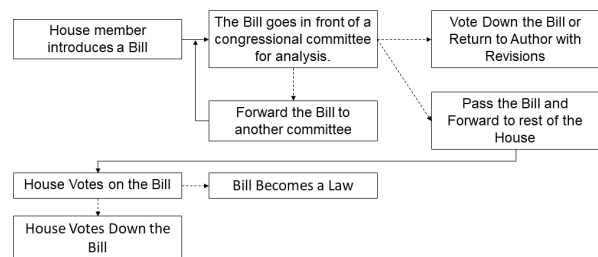 House member
introduces a Bill
The Bill goes in front of a
congressional committee
for analysis.
Vote Down the Bill or
Return to Author with
Revisions
Forward the Bill to
another committee
Pass the Bill and
Forward to rest of the
House
House Votes on the Bill
Bill Becomes a Law
House Votes Down the
Bill